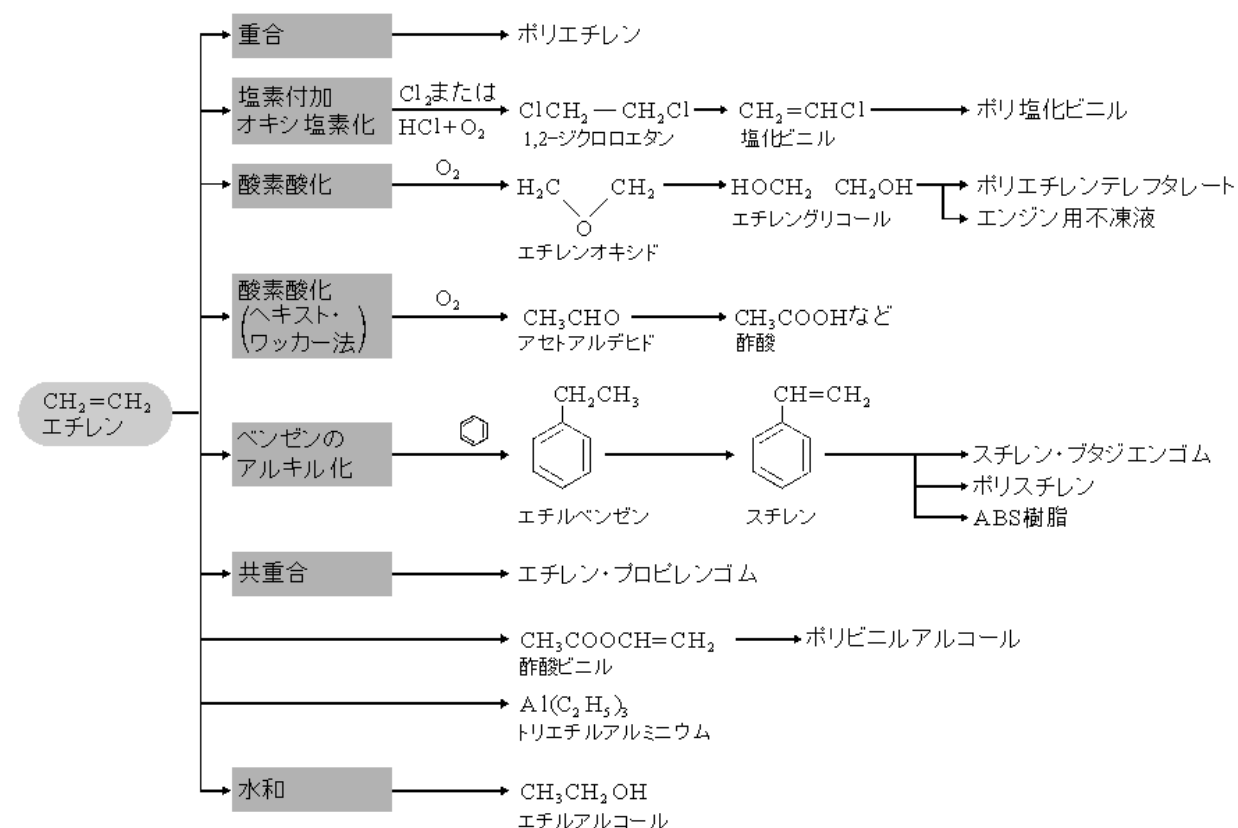 重合
ポリエチレン
塩素付加
オキシ塩素化
Cl₂または
HCl+O₂
ClCH₂—CH₂Cl
1,2-ジクロロエタン
CH₂=CHCl
塩化ビニル
ポリ塩化ビニル
酸素酸化
O₂
H₂C CH₂
O
エチレンオキシド
HOCH₂ CH₂OH
エチレングリコール
ポリエチレンテレフタレート
エンジン用不凍液
酸素酸化
(ヘキスト・
ワッカー法)
O₂
CH₃CHO
アセトアルデヒド
CH₃COOHなど
酢酸
CH₂=CH₂
エチレン
ベンゼンの
アルキル化
CH₂CH₃
エチルベンゼン
CH=CH₂
スチレン
スチレン・ブタジエンゴム
ポリスチレン
ABS樹脂
共重合
エチレン・プロピレンゴム
CH₃COOCH=CH₂
酢酸ビニル
ポリビニルアルコール
Al(C₂H₅)₃
トリエチルアルミニウム
水和
CH₃CH₂OH
エチルアルコール